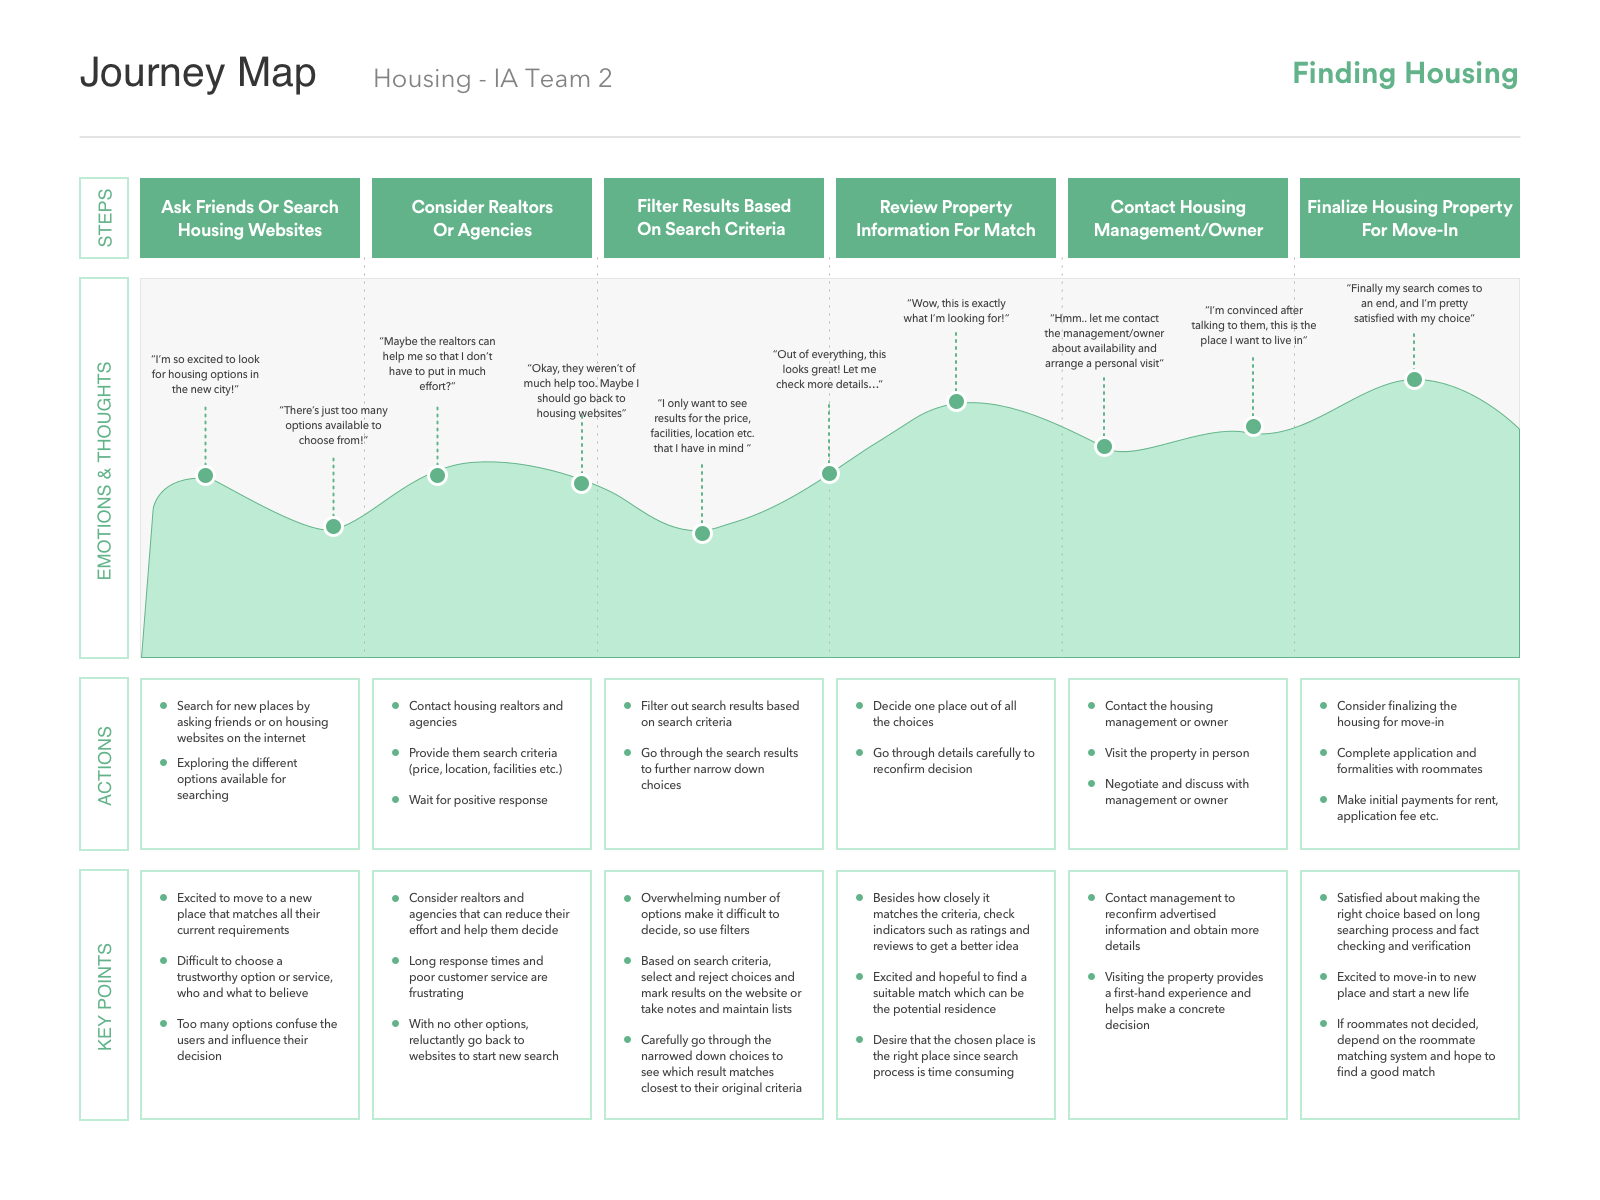 Journey Map
Housing - IA Team 2
Finding Housing
STEPS
Ask Friends Or Search
Housing Websites
Consider Realtors
Or Agencies
Filter Results Based
On Search Criteria
Review Property
Information For Match
Contact Housing
Management/Owner
Finalize Housing Property
For Move-In
EMOTIONS & THOUGHTS
“I’m so excited to look
for housing options in
the new city!”
“There’s just too many
options available to
choose from!”
“Maybe the realtors can
help me so that I don’t
have to put in much
effort?”
“Okay, they weren’t of
much help too. Maybe I
should go back to
housing websites”
“I only want to see
results for the price,
facilities, location etc.
that I have in mind ”
“Out of everything, this
looks great! Let me
check more details...”
“Wow, this is exactly
what I’m looking for!”
“Hmm.. let me contact
the management/owner
about availability and
arrange a personal visit”
“I’m convinced after
talking to them, this is the
place I want to live in”
“Finally my search comes to
an end, and I’m pretty
satisfied with my choice”
ACTIONS
Search for new places by
asking friends or on housing
websites on the internet
Exploring the different
options available for
searching
Contact housing realtors and
agencies
Provide them search criteria
(price, location, facilities etc.)
Wait for positive response
Filter out search results based
on search criteria
Go through the search results
to further narrow down
choices
Decide one place out of all
the choices
Go through details carefully to
reconfirm decision
Contact the housing
management or owner
Visit the property in person
Negotiate and discuss with
management or owner
Consider finalizing the
housing for move-in
Complete application and
formalities with roommates
Make initial payments for rent,
application fee etc.
KEY POINTS
Excited to move to a new
place that matches all their
current requirements
Difficult to choose a
trustworthy option or service,
who and what to believe
Too many options confuse the
users and influence their
decision
Consider realtors and
agencies that can reduce their
effort and help them decide
Long response times and
poor customer service are
frustrating
With no other options,
reluctantly go back to
websites to start new search
Overwhelming number of
options make it difficult to
decide, so use filters
Based on search criteria,
select and reject choices and
mark results on the website or
take notes and maintain lists
Carefully go through the
narrowed down choices to
see which result matches
closest to their original criteria
Besides how closely it
matches the criteria, check
indicators such as ratings and
reviews to get a better idea
Excited and hopeful to find a
suitable match which can be
the potential residence
Desire that the chosen place is
the right place since search
process is time consuming
Contact management to
reconfirm advertised
information and obtain more
details
Visiting the property provides
a first-hand experience and
helps make a concrete
decision
Satisfied about making the
right choice based on long
searching process and fact
checking and verification
Excited to move-in to new
place and start a new life
If roommates not decided,
depend on the roommate
matching system and hope to
find a good match